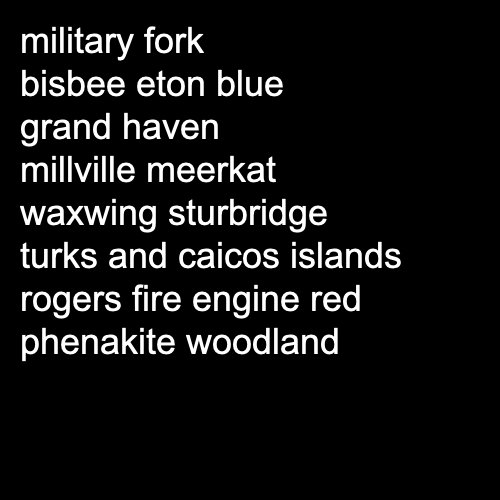 military fork
bisbee eton blue
grand haven
millville meerkat
waxwing sturbridge
turks and caicos islands
rogers fire engine red
phenakite woodland